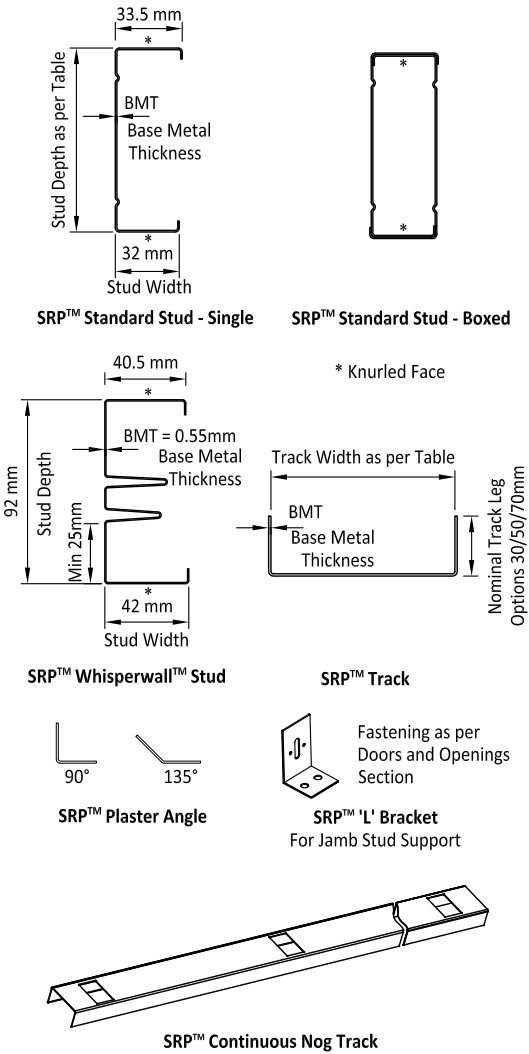 33.5 mm
*
Stud Depth as per Table
BMT
Base Metal
Thickness
*
32 mm
Stud Width
SRP™ Standard Stud - Single
*
*
SRP™ Standard Stud - Boxed
* Knurled Face
40.5 mm
*
92 mm
Stud Depth
BMT = 0.55mm
Base Metal
Thickness
Min 25mm
*
42 mm
Stud Width
SRP™ Whisperwall™ Stud
Track Width as per Table
BMT
Base Metal
Thickness
Nominal Track Leg
Options 30/50/70mm
SRP™ Track
90°
135°
SRP™ Plaster Angle
Fastening as per
Doors and Openings
Section
SRP™ 'L' Bracket
For Jamb Stud Support
SRP™ Continuous Nog Track